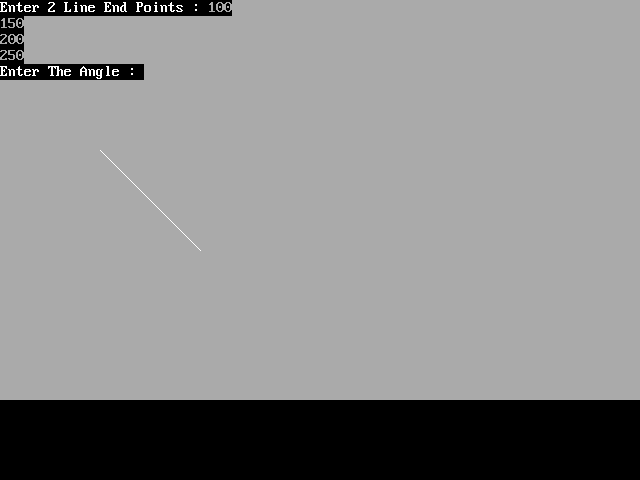 Enter 2 Line End Points : 100
150
200
250
Enter The Angle :